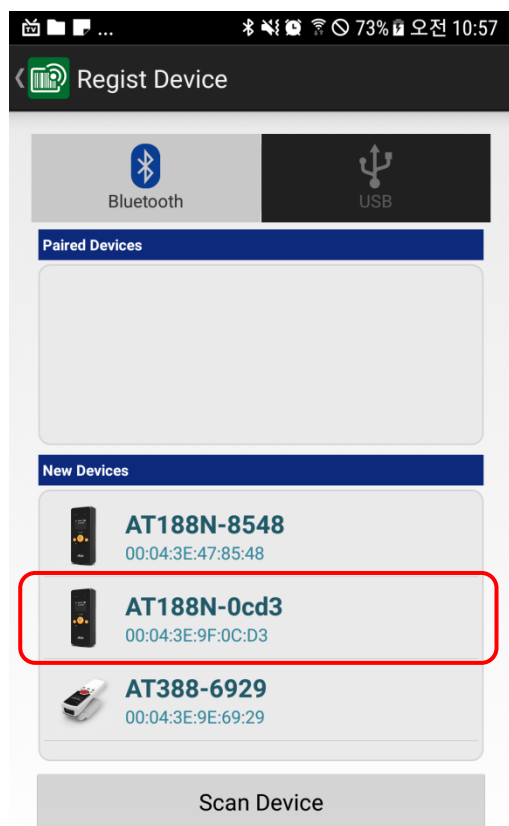 ... 73% 오전 10:57
Regist Device
Bluetooth
USB
Paired Devices
New Devices
AT188N-8548
00:04:3E:47:85:48
AT188N-0cd3
00:04:3E:9F:0C:D3
AT388-6929
00:04:3E:9E:69:29
Scan Device